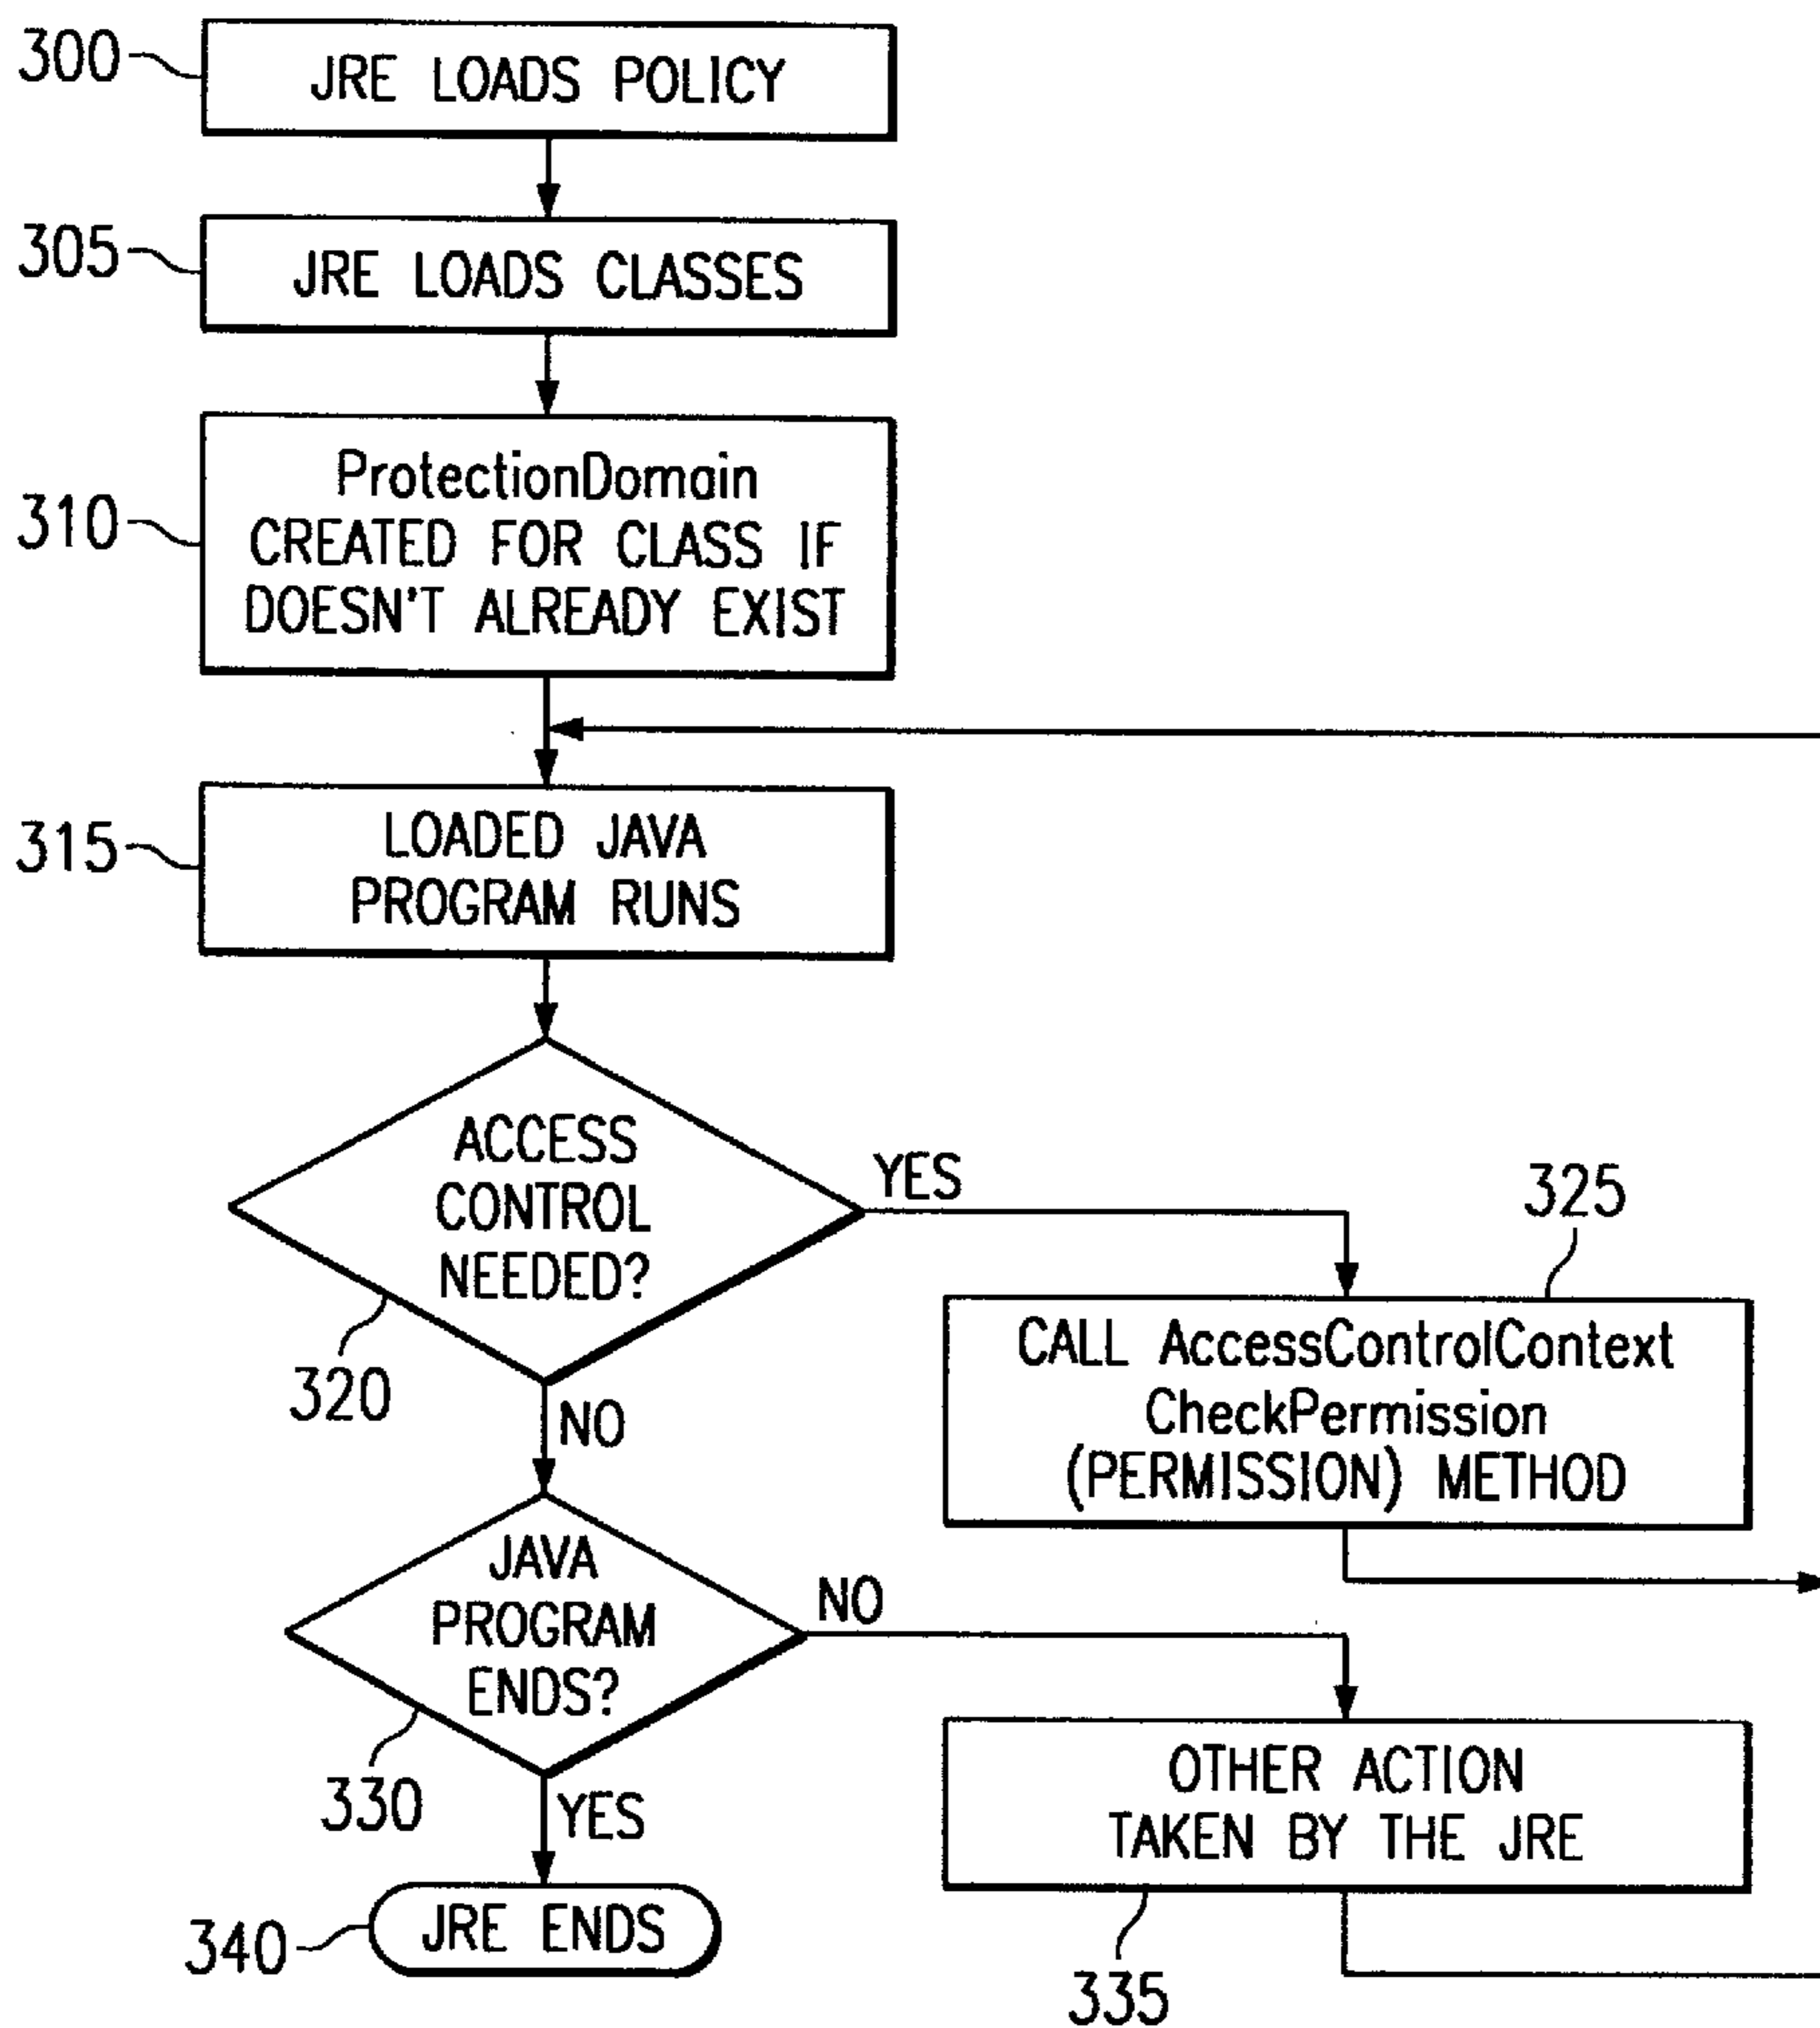 300
JRE LOADS POLICY
305
JRE LOADS CLASSES
310
ProtectionDomain
CREATED FOR CLASS IF
DOESN'T ALREADY EXIST
315
LOADED JAVA
PROGRAM RUNS
ACCESS
CONTROL
NEEDED?
YES
320
NO
325
CALL AccessControlContext
CheckPermission
(PERMISSION) METHOD
JAVA
PROGRAM
ENDS?
NO
330
YES
OTHER ACTION
TAKEN BY THE JRE
335
340
JRE ENDS